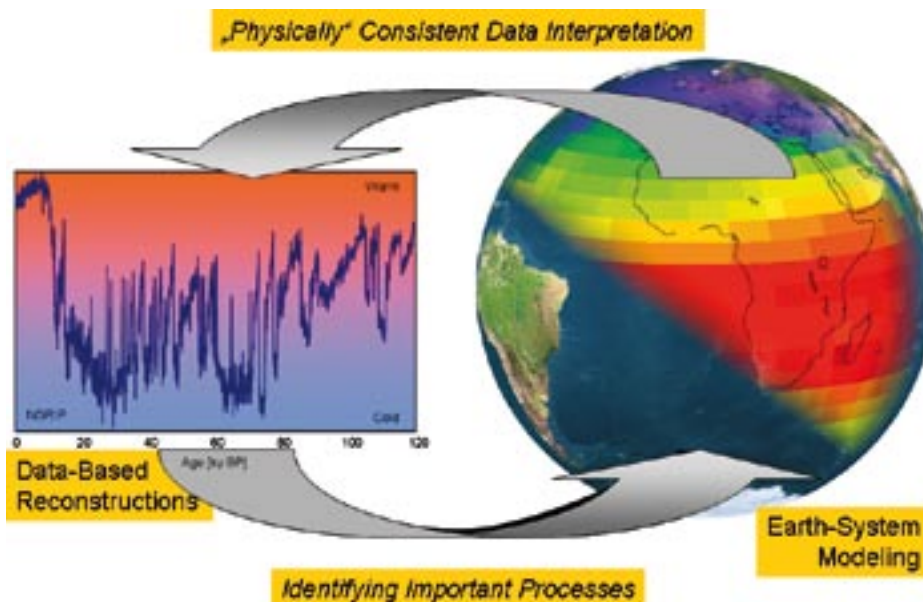 „Physically“ Consistent Data Interpretation
Warm
NGRIP
Cold
0 20 40 60 80 100 120
Age [ky BP]
Data-Based
Reconstructions
Earth-System
Modeling
Identifying Important Processes